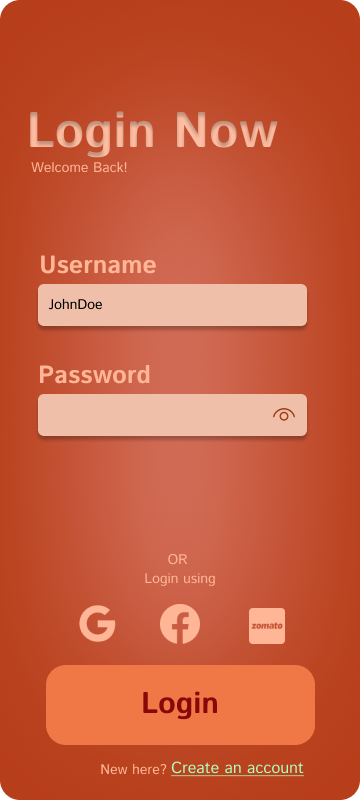 Login Now
Welcome Back!
Username
JohnDoe
Password
OR
Login using
zomato
Login
New here? Create an account